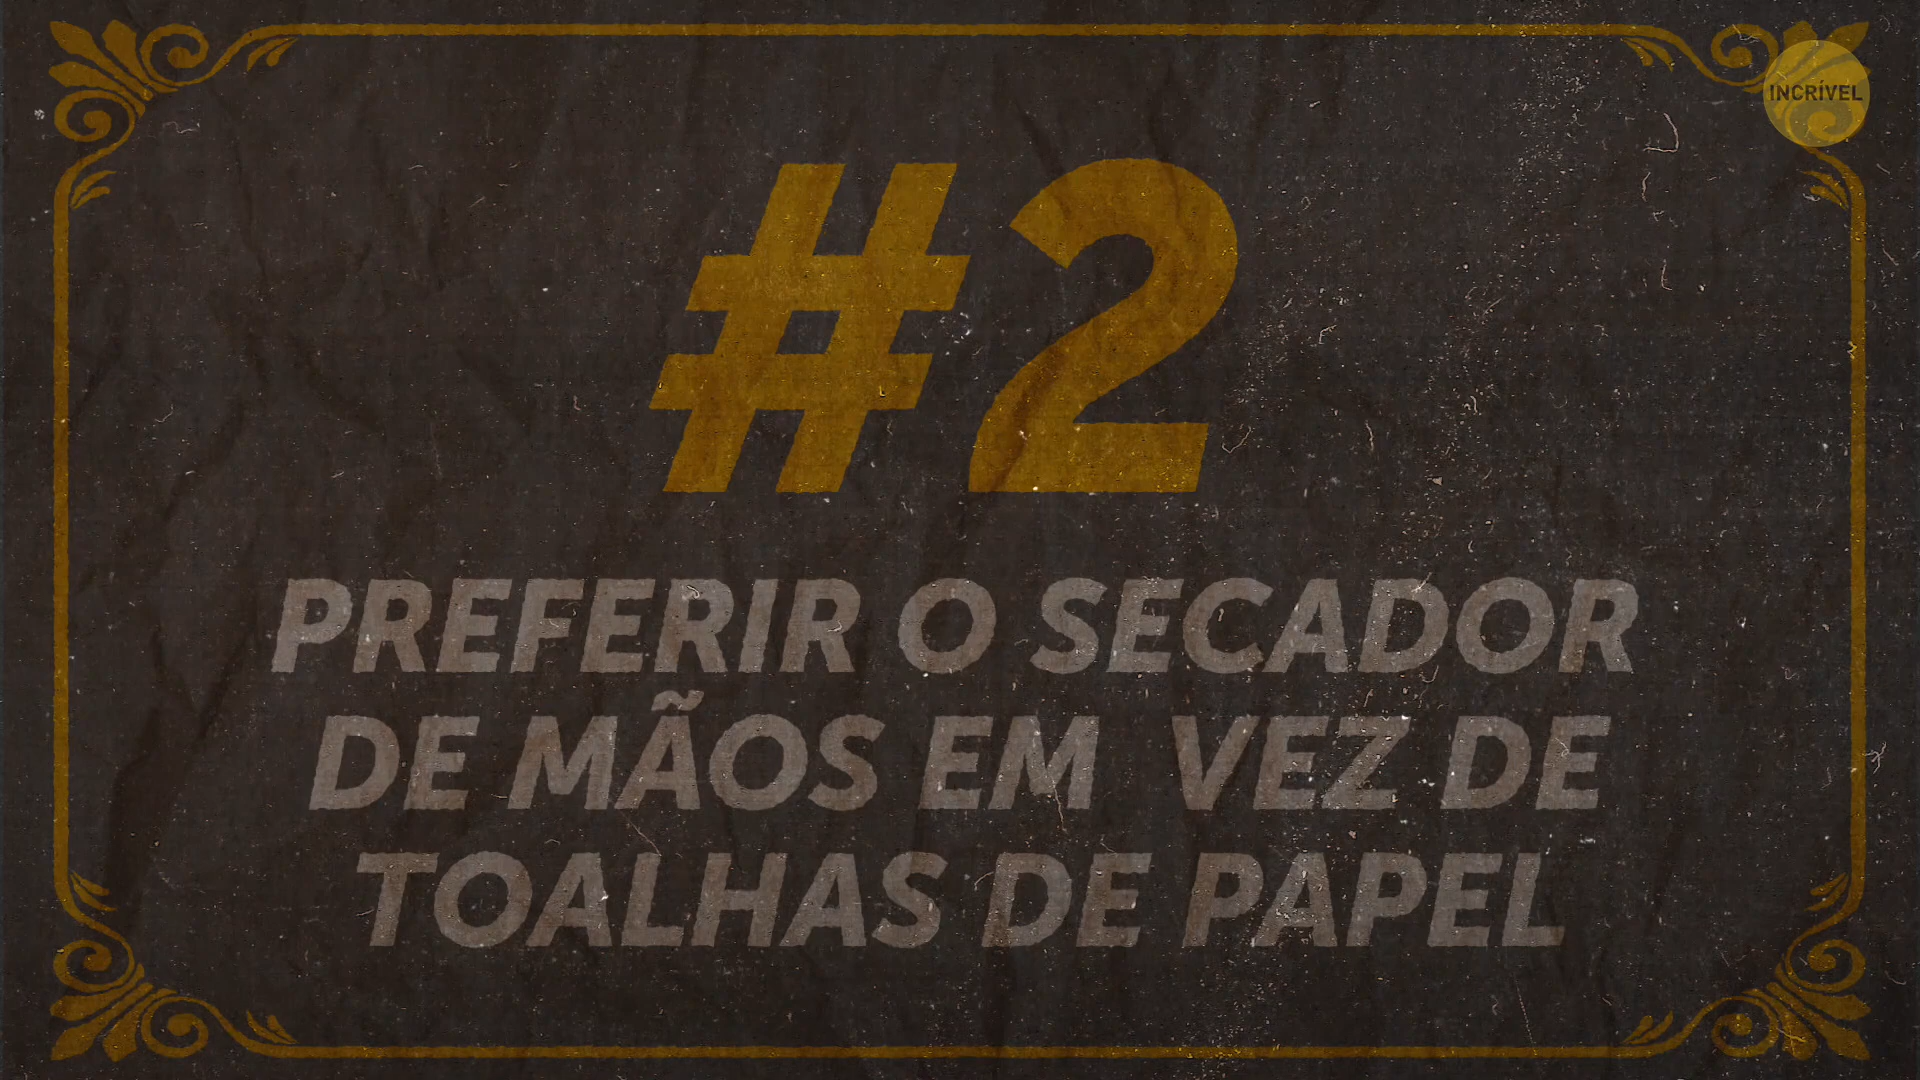 INCRÍVEL
#2
PREFERIR O SECADOR
DE MÃOS EM VEZ DE
TOALHAS DE PAPEL